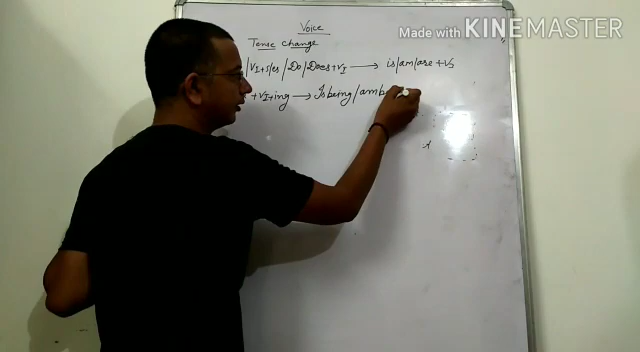 Made with KINEMASTER
Voice
Tense change
|V1+s/es / Do / Does+V1 → is/am/are + V3
+V1+ing → Is being / am be